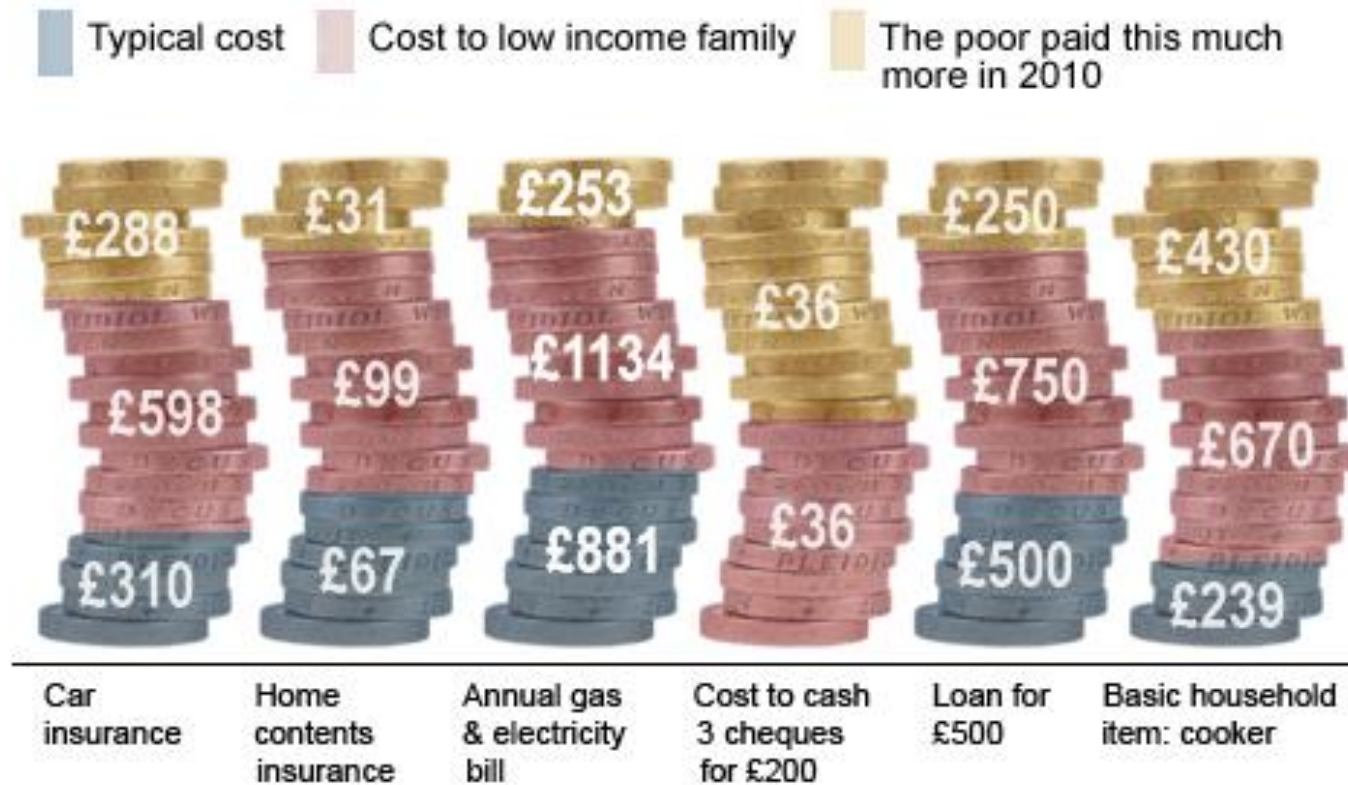 Typical cost
Cost to low income family
The poor paid this much
more in 2010
£288
£598
£310
£31
£99
£67
£253
£1134
£881
£36
£36
£250
£750
£500
£430
£670
£239
Car
insurance
Home
contents
insurance
Annual gas
& electricity
bill
Cost to cash
3 cheques
for £200
Loan for
£500
Basic household
item: cooker